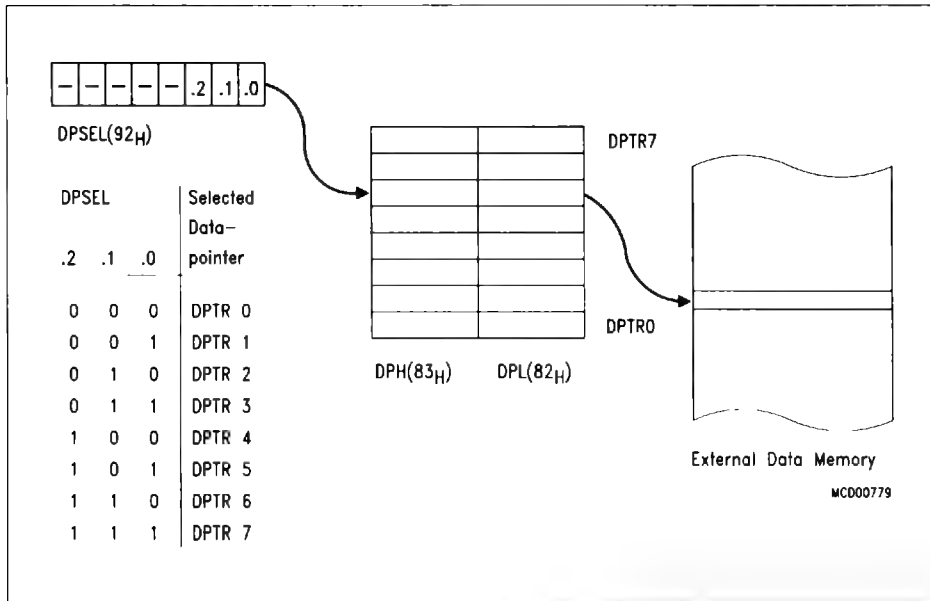 – – – – – .2 .1 .0
DPSEL(92H)
DPSEL Selected
Data–
.2 .1 .0 pointer
0 0 0 DPTR 0
0 0 1 DPTR 1
0 1 0 DPTR 2
0 1 1 DPTR 3
1 0 0 DPTR 4
1 0 1 DPTR 5
1 1 0 DPTR 6
1 1 1 DPTR 7
DPTR7
DPTR0
DPH(83H) DPL(82H)
External Data Memory
MCD00779